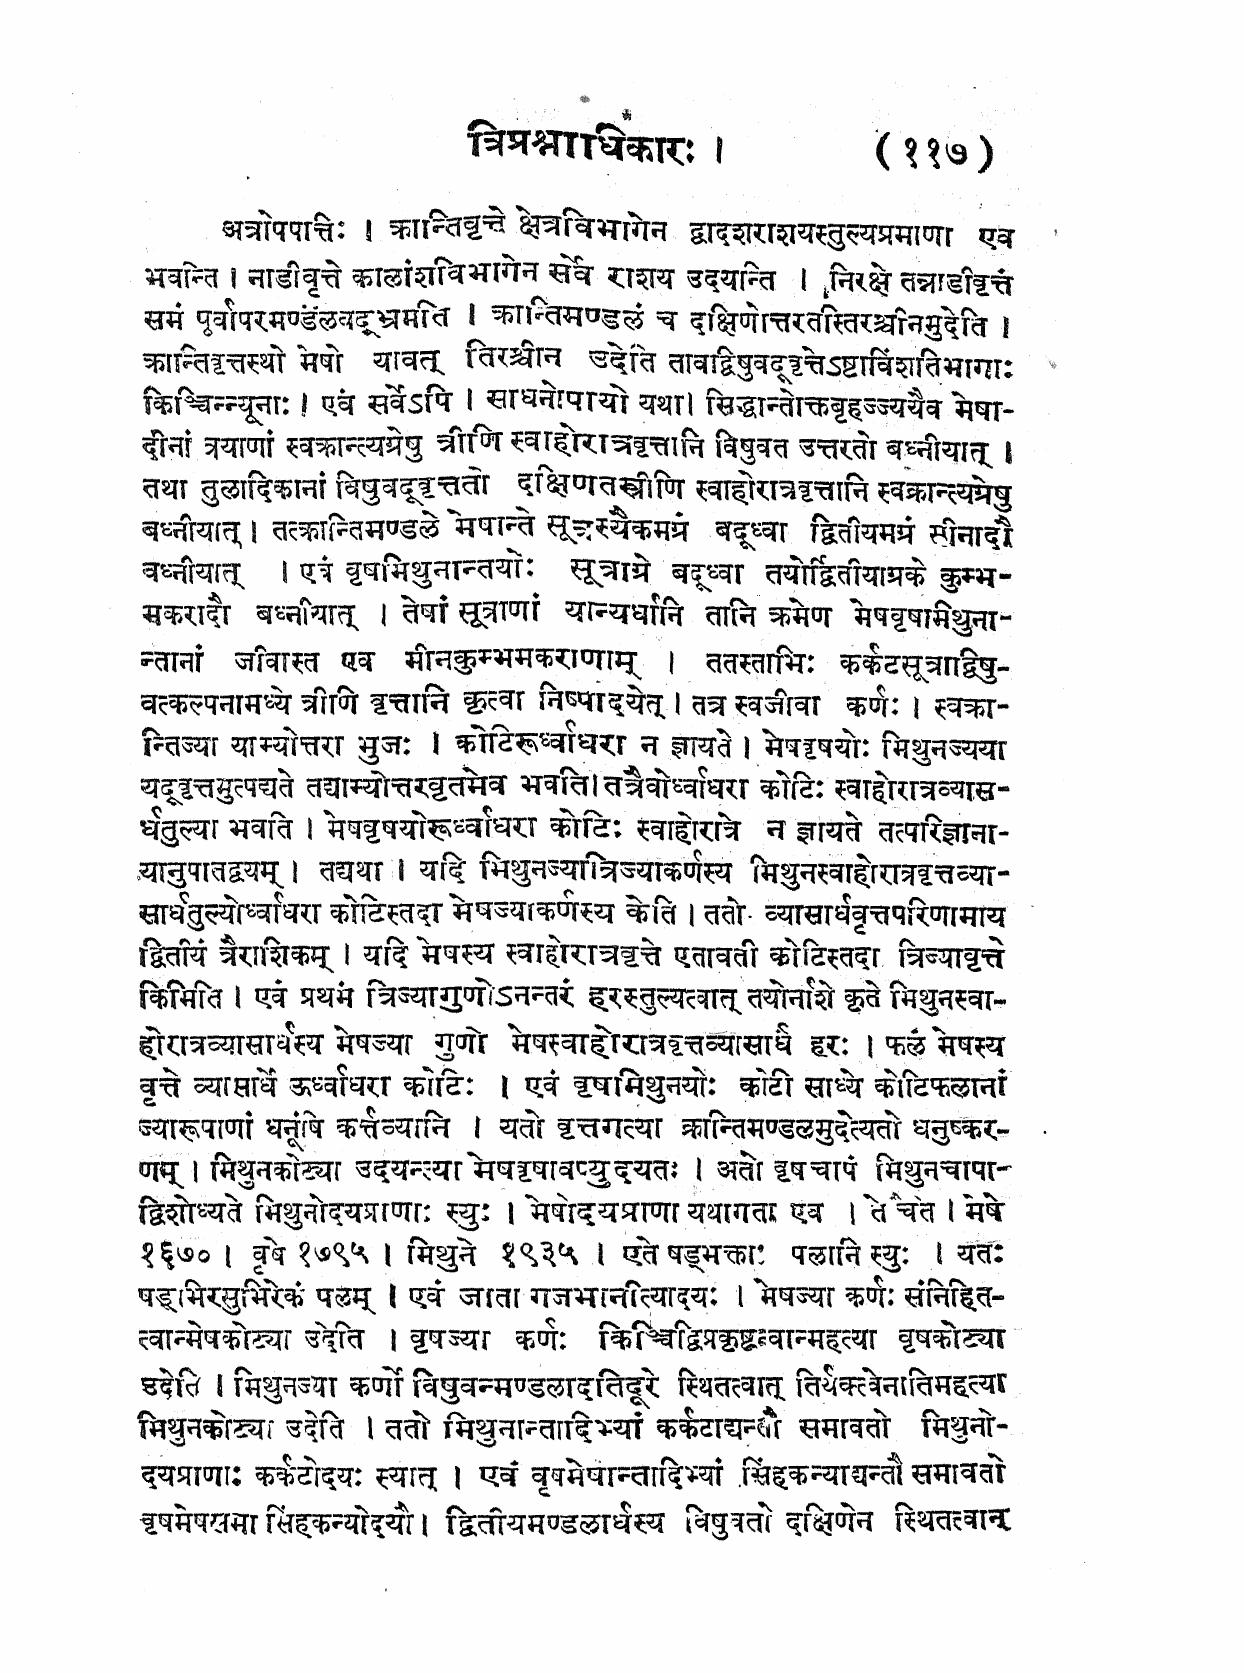 त्रिप्रश्नाधिकारः । (११७)
अत्रोपपात्तिः । क्रान्तिवृत्ते क्षेत्रविभागेन द्वादशराशयस्तुल्यप्रमाणा एव
भवन्ति । नाडीवृत्ते कालांशविभागेन सर्वे राशय उदयन्ति । निरक्षे तन्नाडीवृत्तं
समं पूर्वापरमण्डलवद्भ्रमति । क्रान्तिमण्डलं च दक्षिणोत्तरतस्तिरश्चीनमुदेति ।
क्रान्तिवृत्तस्थो मेषो यावत् तिरश्चीन उदेति तावाद्विषुवद्वृत्तेऽष्टाविंशतिभागाः
किञ्चिन्न्यूनाः । एवं सर्वेऽपि । साधनोपायो यथा। सिद्धान्तोक्तबृहज्ज्ययैव मेषा-
दीनां त्रयाणां स्वक्रान्त्यग्रेषु त्रीणि स्वाहोरात्रवृत्तानि विषुवत उत्तरतो बध्नीयात् ।
तथा तुलादिकानां विषुवद्वृत्ततो दक्षिणतस्त्रीणि स्वाहोरात्रवृत्तानि स्वक्रान्त्यग्रेषु
बध्नीयात् । तत्क्रान्तिमण्डले मेषान्ते सूत्रस्यैकमग्रं बद्ध्वा द्वितीयमग्रं मीनादौ
बध्नीयात् । एवं वृषमिथुनान्तयोः सूत्राग्रे बद्ध्वा तयोर्द्वितीयाग्रके कुम्भ-
मकरादौ बध्नीयात् । तेषां सूत्राणां यान्यर्धानि तानि क्रमेण मेषवृषामिथुना-
न्तानां जीवास्त एव मीनकुम्भमकराणाम् । ततस्ताभिः कर्कटसूत्राद्विषु-
वत्कल्पनामध्ये त्रीणि वृत्तानि कृत्वा निष्पादयेत् । तत्र स्वजीवा कर्णः । स्वक्रा-
न्तिज्या याम्योत्तरा भुजः । कोटिरूर्ध्वाधरा न ज्ञायते । मेषवृषयोः मिथुनज्यया
यद्वृत्तमुत्पद्यते तद्याम्योत्तरवृतमेव भवति। तत्रैवोर्ध्वाधरा कोटिः स्वाहोरात्रव्यास-
र्धतुल्या भवति । मेषवृषयोरूर्ध्वाधरा कोटिः स्वाहोरात्रे न ज्ञायते तत्परिज्ञाना-
यानुपातद्वयम् । तद्यथा । यदि मिथुनज्यात्रिज्याकर्णस्य मिथुनस्वाहोरात्रवृत्तव्या-
सार्धतुल्योर्ध्वाधरा कोटिस्तदा मेषज्याकर्णस्य केति । ततो व्यासार्धवृत्तपरिणामाय
द्वितीयं त्रैराशिकम् । यदि मेषस्य स्वाहोरात्रवृत्ते एतावती कोटिस्तदा त्रिज्यावृत्ते
किमिति । एवं प्रथमं त्रिज्यागुणोऽनन्तरं हरस्तुल्यत्वात् तयोर्नाशे कृते मिथुनस्वा-
होरात्रव्यासार्धस्य मेषज्या गुणो मेषस्वाहोरात्रवृत्तव्यासार्धं हरः । फलं मेषस्य
वृत्ते व्यासार्धे ऊर्ध्वाधरा कोटिः । एवं वृषमिथुनयोः कोटी साध्ये कोटिफलानां
ज्यारूपाणां धनूंषि कर्त्तव्यानि । यतो वृत्तगत्या क्रान्तिमण्डलमुदेत्यतो धनुष्कर-
णम् । मिथुनकोट्या उदयन्त्या मेषवृषावप्युदयतः । अतो वृषचापं मिथुनचापा-
द्विशोध्यते मिथुनोदयप्राणाः स्युः । मेषोदयप्राणा यथागता एव । ते चैत । मेषे
१६७० । वृषे १७९५ । मिथुने १९३५ । एते षड्भक्ताः पलानि स्युः । यतः
षड्भिरसुभिरेकं पलम् । एवं जाता गजभानीत्यादयः । मेषज्या कर्णः संनिहित-
त्वान्मेषकोट्या उदेति । वृषज्या कर्णः किञ्चिद्विप्रकृष्टत्वान्महत्या वृषकोट्या
उदेति । मिथुनज्या कर्णो विषुवन्मण्डलादतिदूरे स्थितत्वात् तिर्यक्त्वेनातिमहत्या
मिथुनकोट्या उदेति । ततो मिथुनान्तादिभ्यां कर्कटाद्यन्तौ समावतो मिथुनो-
दयप्राणाः कर्कटोदयः स्यात् । एवं वृषमेषान्तादिभ्यां सिंहकन्याद्यन्तौ समावतो
वृषमेषसमा सिंहकन्योदयौ। द्वितीयमण्डलार्धस्य विषुवतो दक्षिणेन स्थितत्वान्